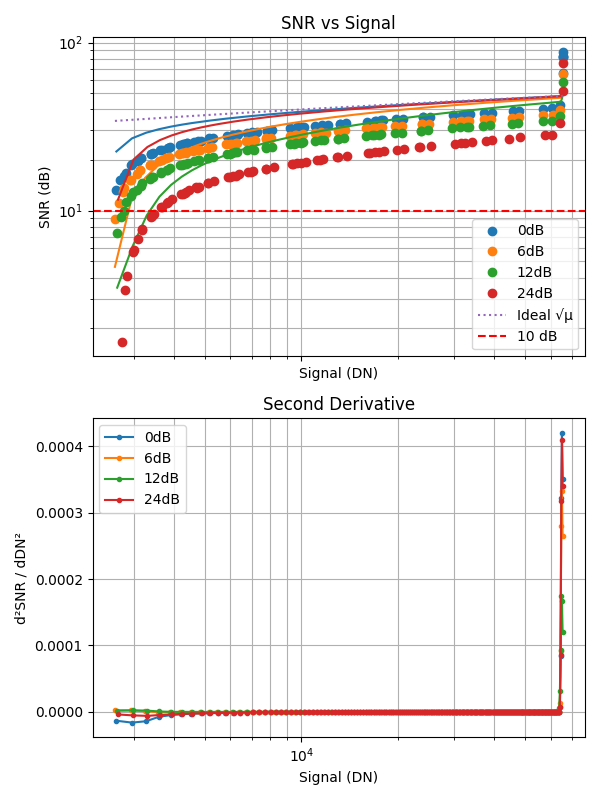 SNR vs Signal
10²
10¹
SNR (dB)
0dB
6dB
12dB
24dB
Ideal √μ
10 dB
Signal (DN)
Second Derivative
0dB
6dB
12dB
24dB
0.0004
0.0003
0.0002
0.0001
0.0000
d²SNR / dDN²
10⁴
Signal (DN)